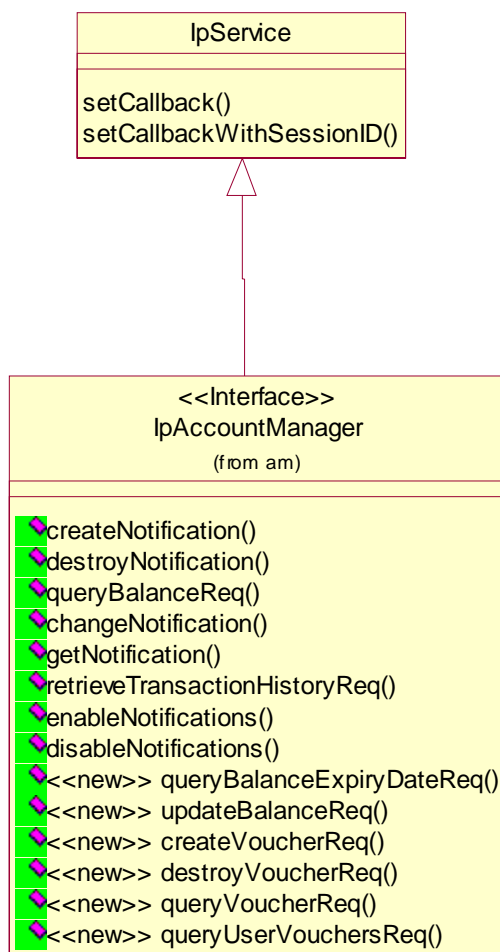 IpService
setCallback()
setCallbackWithSessionID()
<<Interface>>
IpAccountManager
(from am)
createNotification()
destroyNotification()
queryBalanceReq()
changeNotification()
getNotification()
retrieveTransactionHistoryReq()
enableNotifications()
disableNotifications()
<<new>> queryBalanceExpiryDateReq()
<<new>> updateBalanceReq()
<<new>> createVoucherReq()
<<new>> destroyVoucherReq()
<<new>> queryVoucherReq()
<<new>> queryUserVouchersReq()